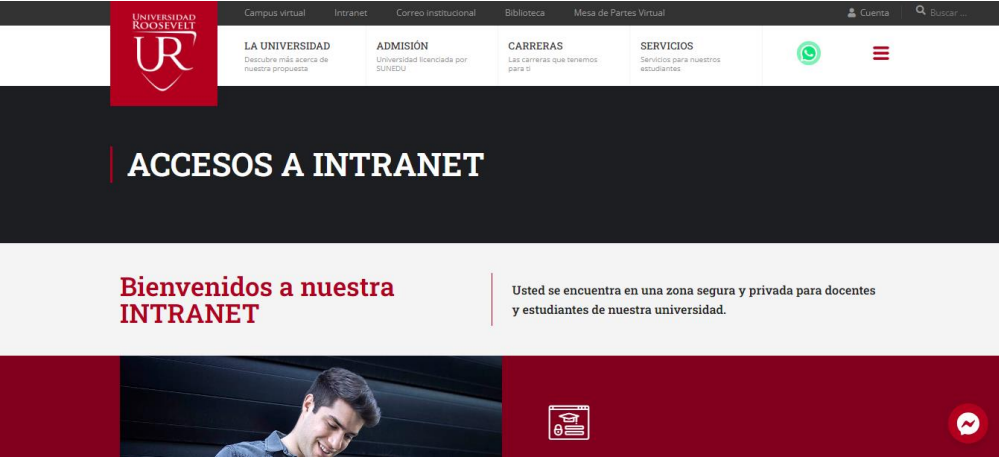 Campus virtual Intranet Correo institucional Biblioteca Mesa de Partes Virtual Cuenta Buscar ...
UNIVERSIDAD
ROOSEVELT
UR
LA UNIVERSIDAD
Descubre más acerca de
nuestra propuesta
ADMISIÓN
Universidad licenciada por
SUNEDU
CARRERAS
Las carreras que tenemos
para ti
SERVICIOS
Servicios para nuestros
estudiantes
ACCESOS A INTRANET
Bienvenidos a nuestra
INTRANET
Usted se encuentra en una zona segura y privada para docentes
y estudiantes de nuestra universidad.